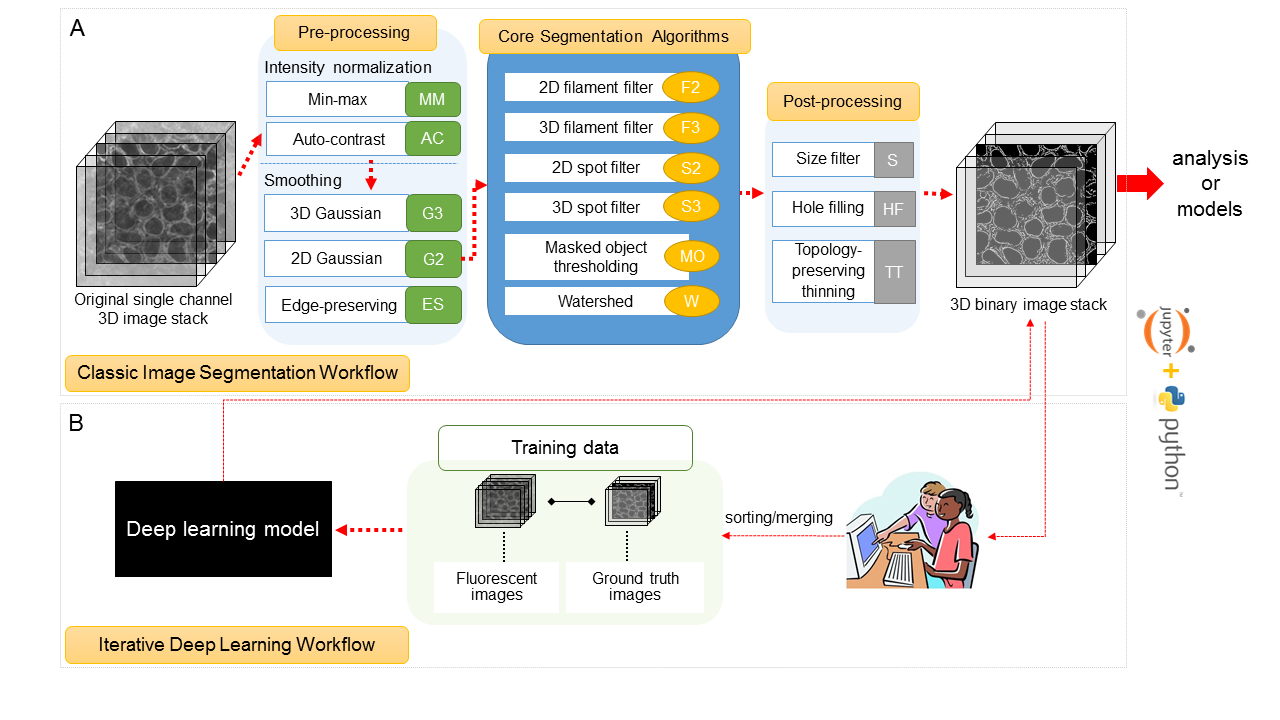 A
Original single channel
3D image stack
Pre-processing
Intensity normalization
Min-max MM
Auto-contrast AC
Smoothing
3D Gaussian G3
2D Gaussian G2
Edge-preserving ES
Core Segmentation Algorithms
2D filament filter F2
3D filament filter F3
2D spot filter S2
3D spot filter S3
Masked object
thresholding MO
Watershed W
Post-processing
Size filter S
Hole filling HF
Topology-
preserving
thinning TT
3D binary image stack
analysis
or
models
Classic Image Segmentation Workflow
jupyter
+
python
™
B
Deep learning model
Training data
Fluorescent
images
Ground truth
images
sorting/merging
Iterative Deep Learning Workflow